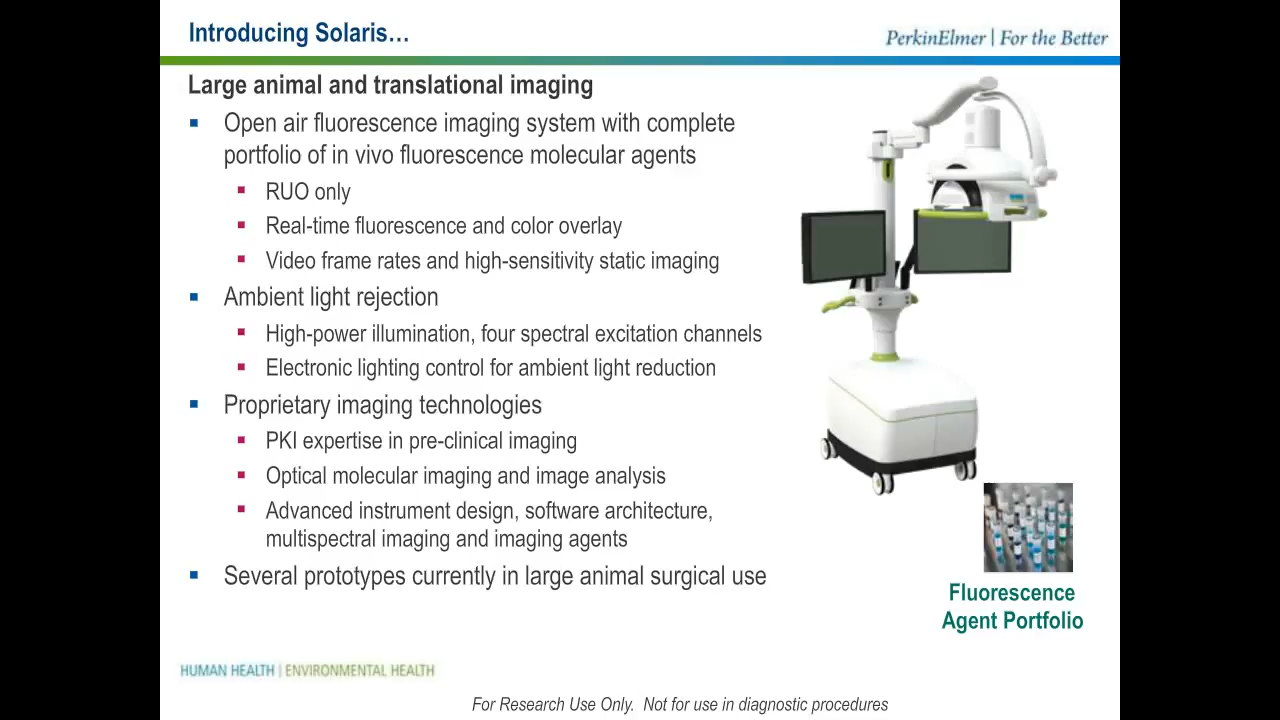 Introducing Solaris…
PerkinElmer | For the Better
Large animal and translational imaging
Open air fluorescence imaging system with complete
portfolio of in vivo fluorescence molecular agents
RUO only
Real-time fluorescence and color overlay
Video frame rates and high-sensitivity static imaging
Ambient light rejection
High-power illumination, four spectral excitation channels
Electronic lighting control for ambient light reduction
Proprietary imaging technologies
PKI expertise in pre-clinical imaging
Optical molecular imaging and image analysis
Advanced instrument design, software architecture,
multispectral imaging and imaging agents
Several prototypes currently in large animal surgical use
Fluorescence
Agent Portfolio
HUMAN HEALTH | ENVIRONMENTAL HEALTH
For Research Use Only.  Not for use in diagnostic procedures